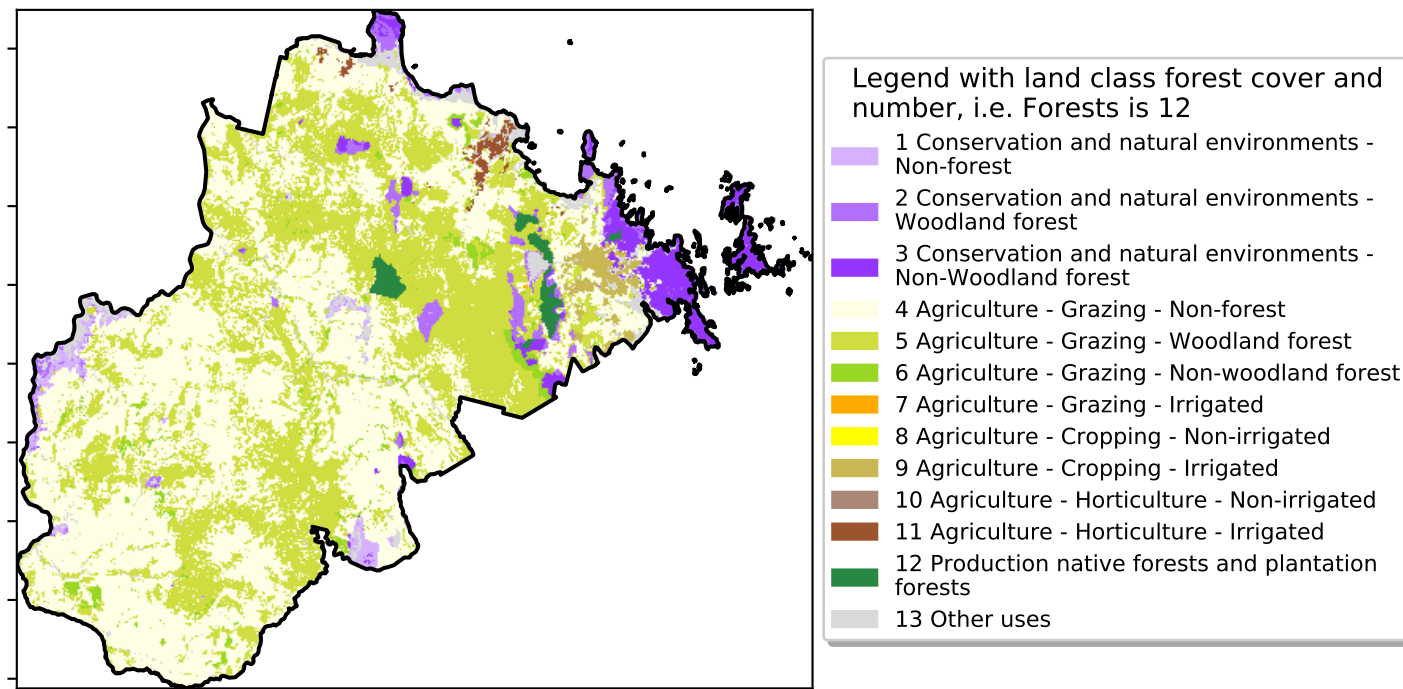 Legend with land class forest cover and
number, i.e. Forests is 12
1 Conservation and natural environments -
Non-forest
2 Conservation and natural environments -
Woodland forest
3 Conservation and natural environments -
Non-Woodland forest
4 Agriculture - Grazing - Non-forest
5 Agriculture - Grazing - Woodland forest
6 Agriculture - Grazing - Non-woodland forest
7 Agriculture - Grazing - Irrigated
8 Agriculture - Cropping - Non-irrigated
9 Agriculture - Cropping - Irrigated
10 Agriculture - Horticulture - Non-irrigated
11 Agriculture - Horticulture - Irrigated
12 Production native forests and plantation
forests
13 Other uses